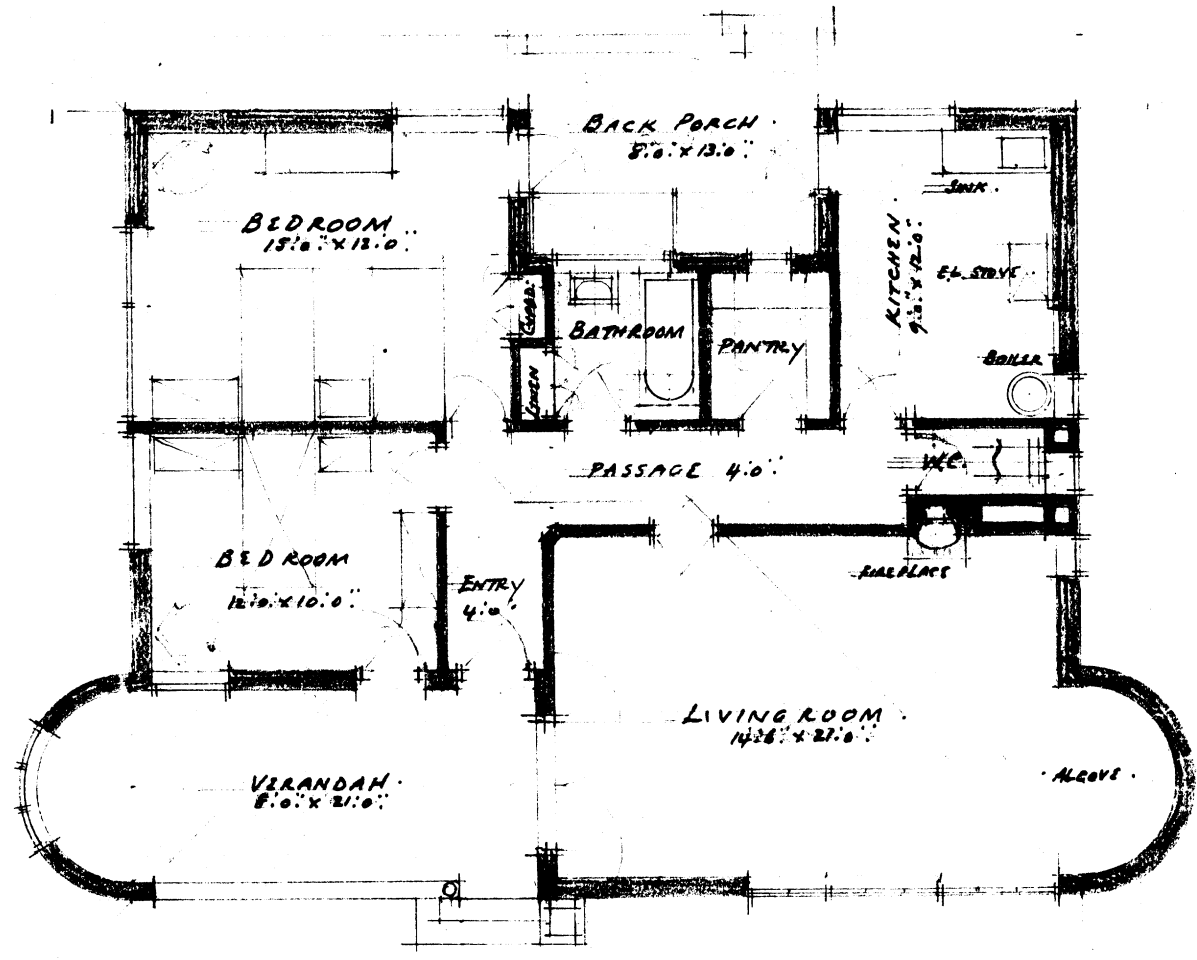 BACK PORCH.
8'.0" x 13'.0"
BEDROOM
15'.0" x 12'.0"
SINK.
KITCHEN.
9'.0" x 12'.0"
EL. STOVE
CUPBD.
BATHROOM
PANTRY
BOILER
LINEN
PASSAGE 4'.0"
W.C.
BEDROOM
12'.0" x 10'.0"
ENTRY
4'.0"
FIREPLACE
LIVING ROOM.
14'.6" x 27'.0"
VERANDAH.
8'.0" x 21'.0"
. ALCOVE .